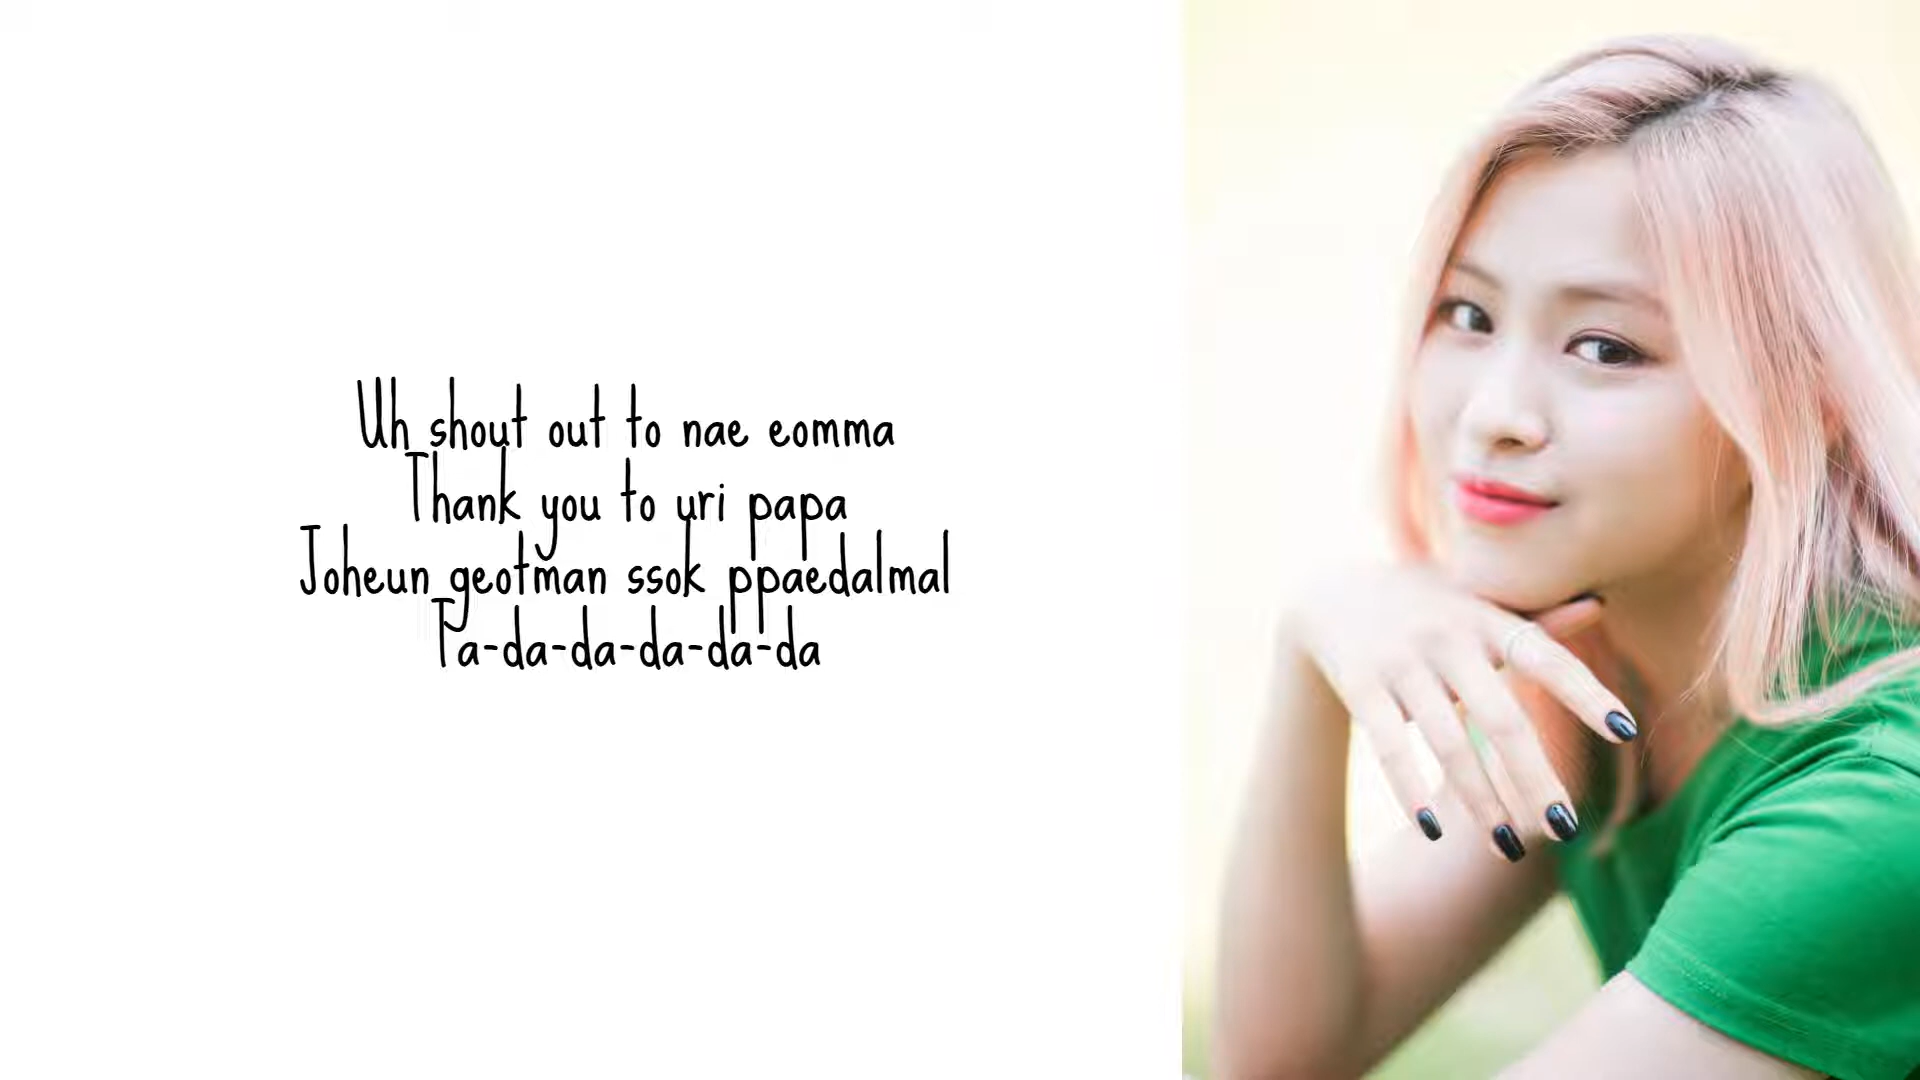 Uh shout out to nae eomma
Thank you to uri papa
Joheun geotman ssok ppaedalmal
Ta-da-da-da-da-da